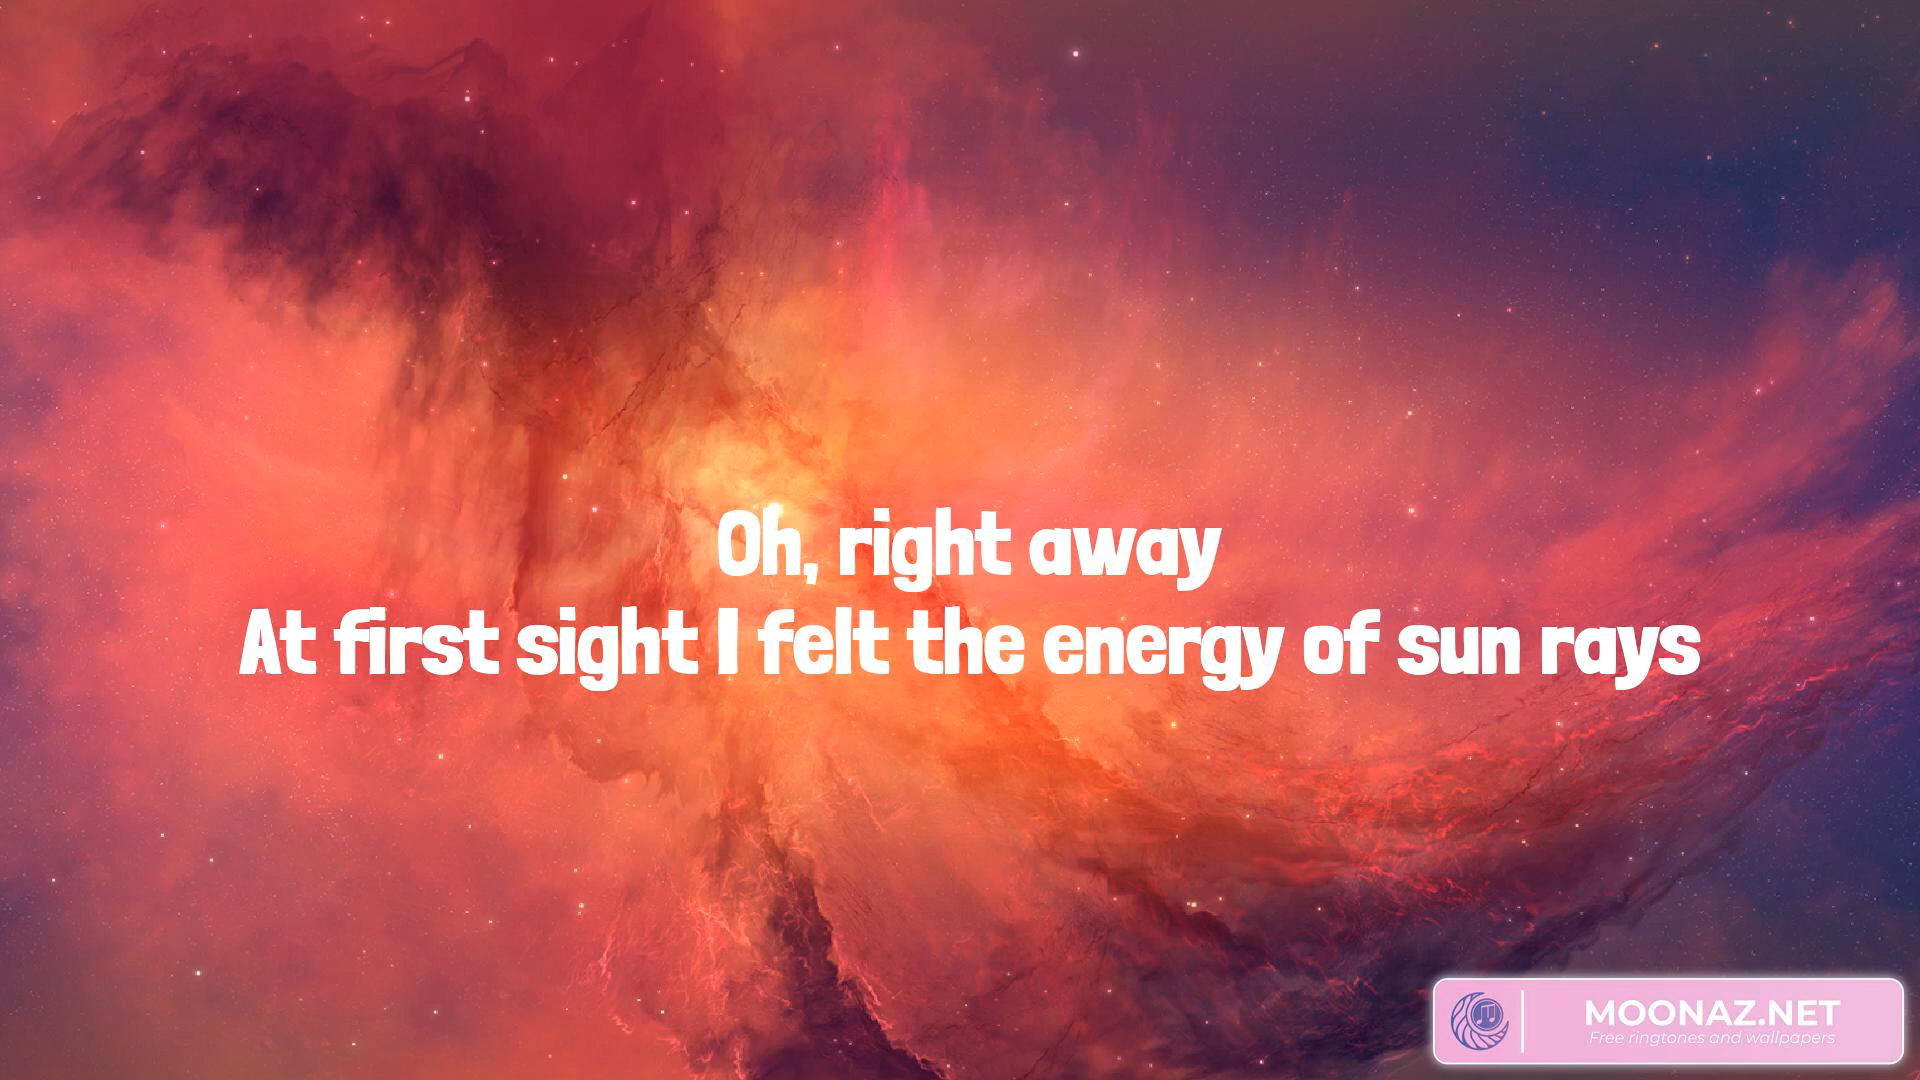 Oh, right away
At first sight I felt the energy of sun rays
MOONAZ.NET
Free ringtones and wallpapers